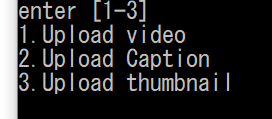 enter [1-3]
1.Upload video
2.Upload Caption
3.Upload thumbnail